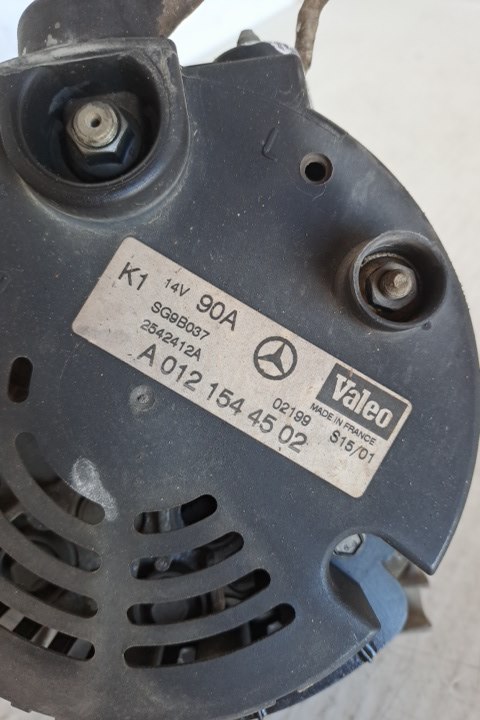 K1 14V 90A
SG9B037
2542412A
A 012 154 45 02
Valeo
MADE IN FRANCE
02199 S15/01